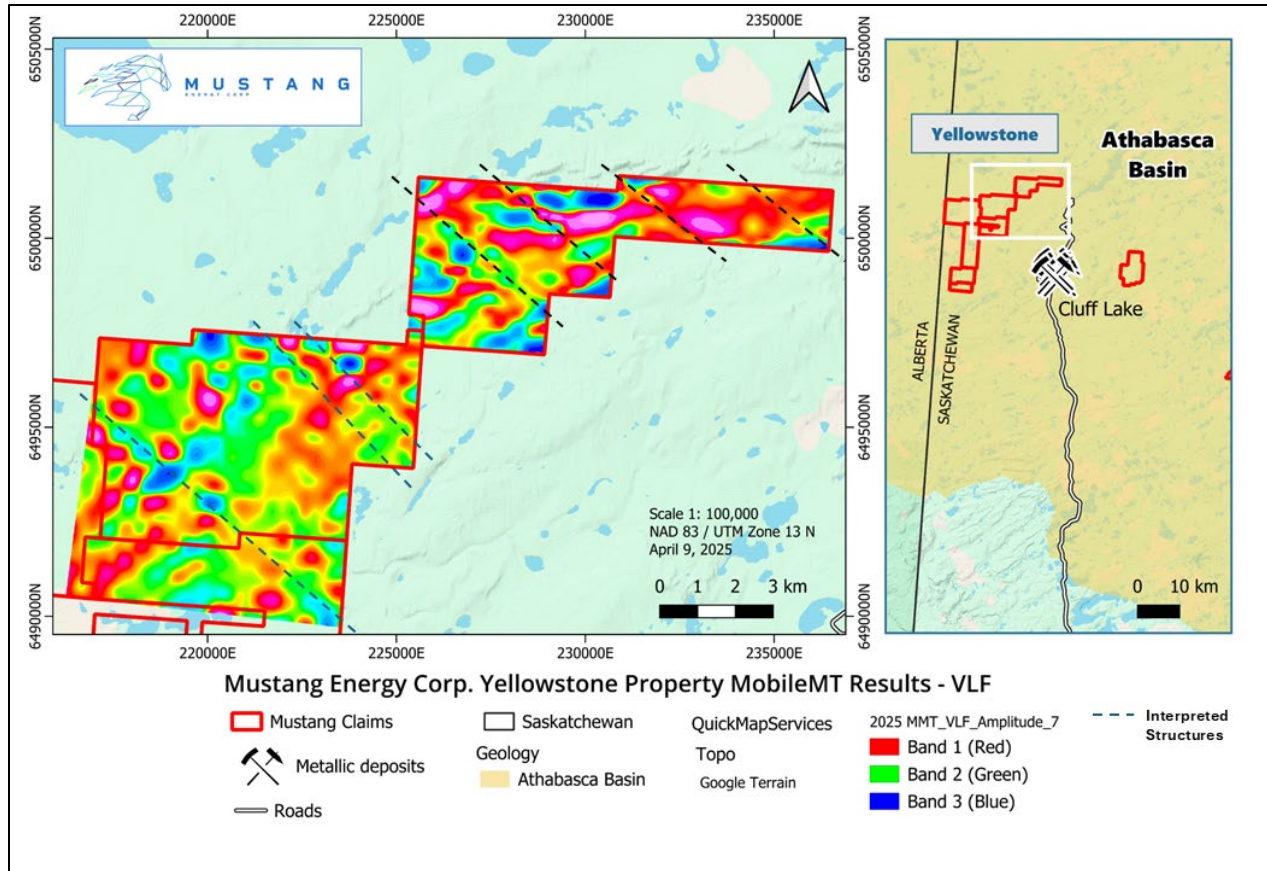 220000E
225000E
230000E
235000E
6505000N
6500000N
6495000N
6490000N
MUSTANG
ENERGY CORP
Scale 1: 100,000
NAD 83 / UTM Zone 13 N
April 9, 2025
0 1 2 3 km
6505000N
6500000N
6495000N
6490000N
220000E
225000E
230000E
235000E
Yellowstone
Athabasca
Basin
Cluff Lake
ALBERTA
SASKATCHEWAN
0 10 km
Mustang Energy Corp. Yellowstone Property MobileMT Results - VLF
Mustang Claims
Metallic deposits
Roads
Saskatchewan
Geology
Athabasca Basin
QuickMapServices
Topo
Google Terrain
2025 MMT_VLF_Amplitude_7
Band 1 (Red)
Band 2 (Green)
Band 3 (Blue)
Interpreted
Structures